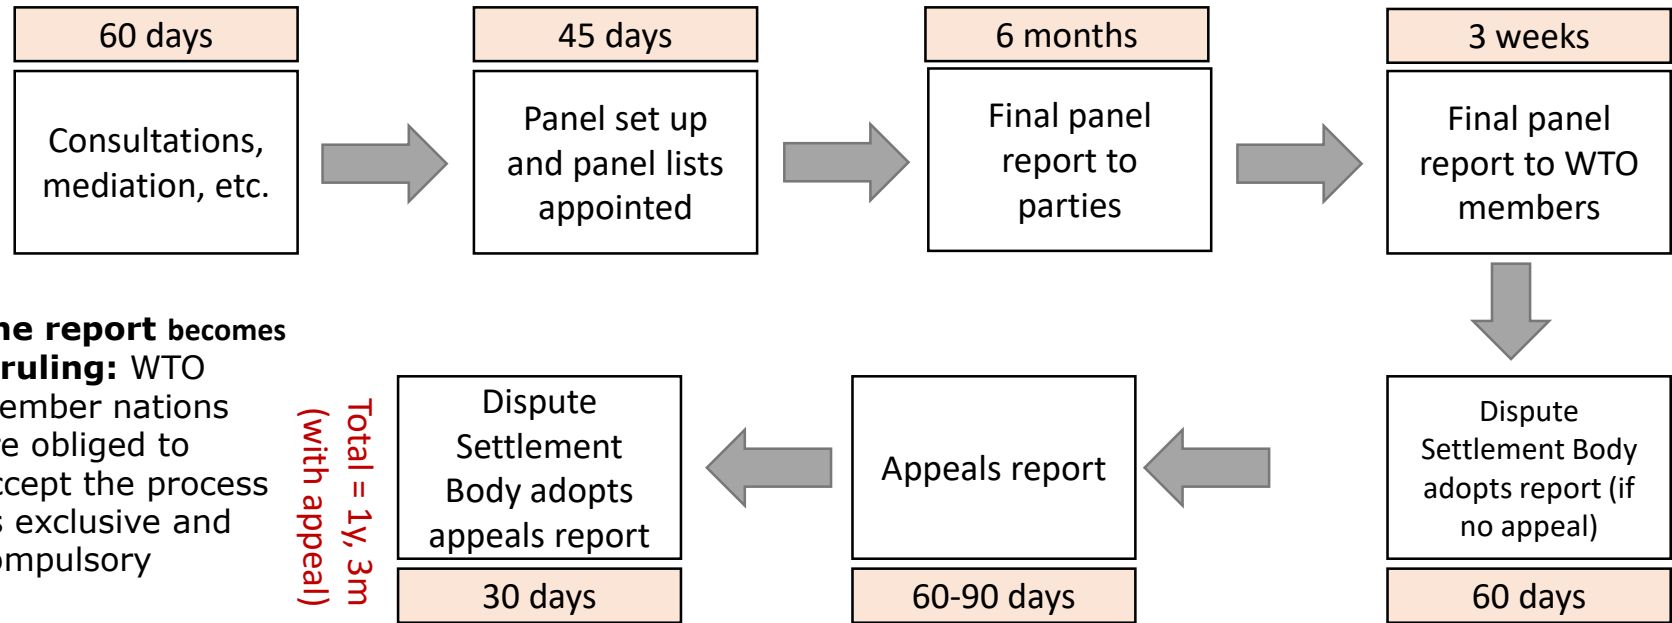 60 days
Consultations,
mediation, etc.
45 days
Panel set up
and panel lists
appointed
6 months
Final panel
report to
parties
3 weeks
Final panel
report to WTO
members
Dispute
Settlement Body
adopts report (if
no appeal)
60 days
Appeals report
60-90 days
Dispute
Settlement
Body adopts
appeals report
30 days
Total = 1y, 3m
(with appeal)
he report becomes
ruling: WTO
ember nations
re obliged to
ccept the process
s exclusive and
ompulsory